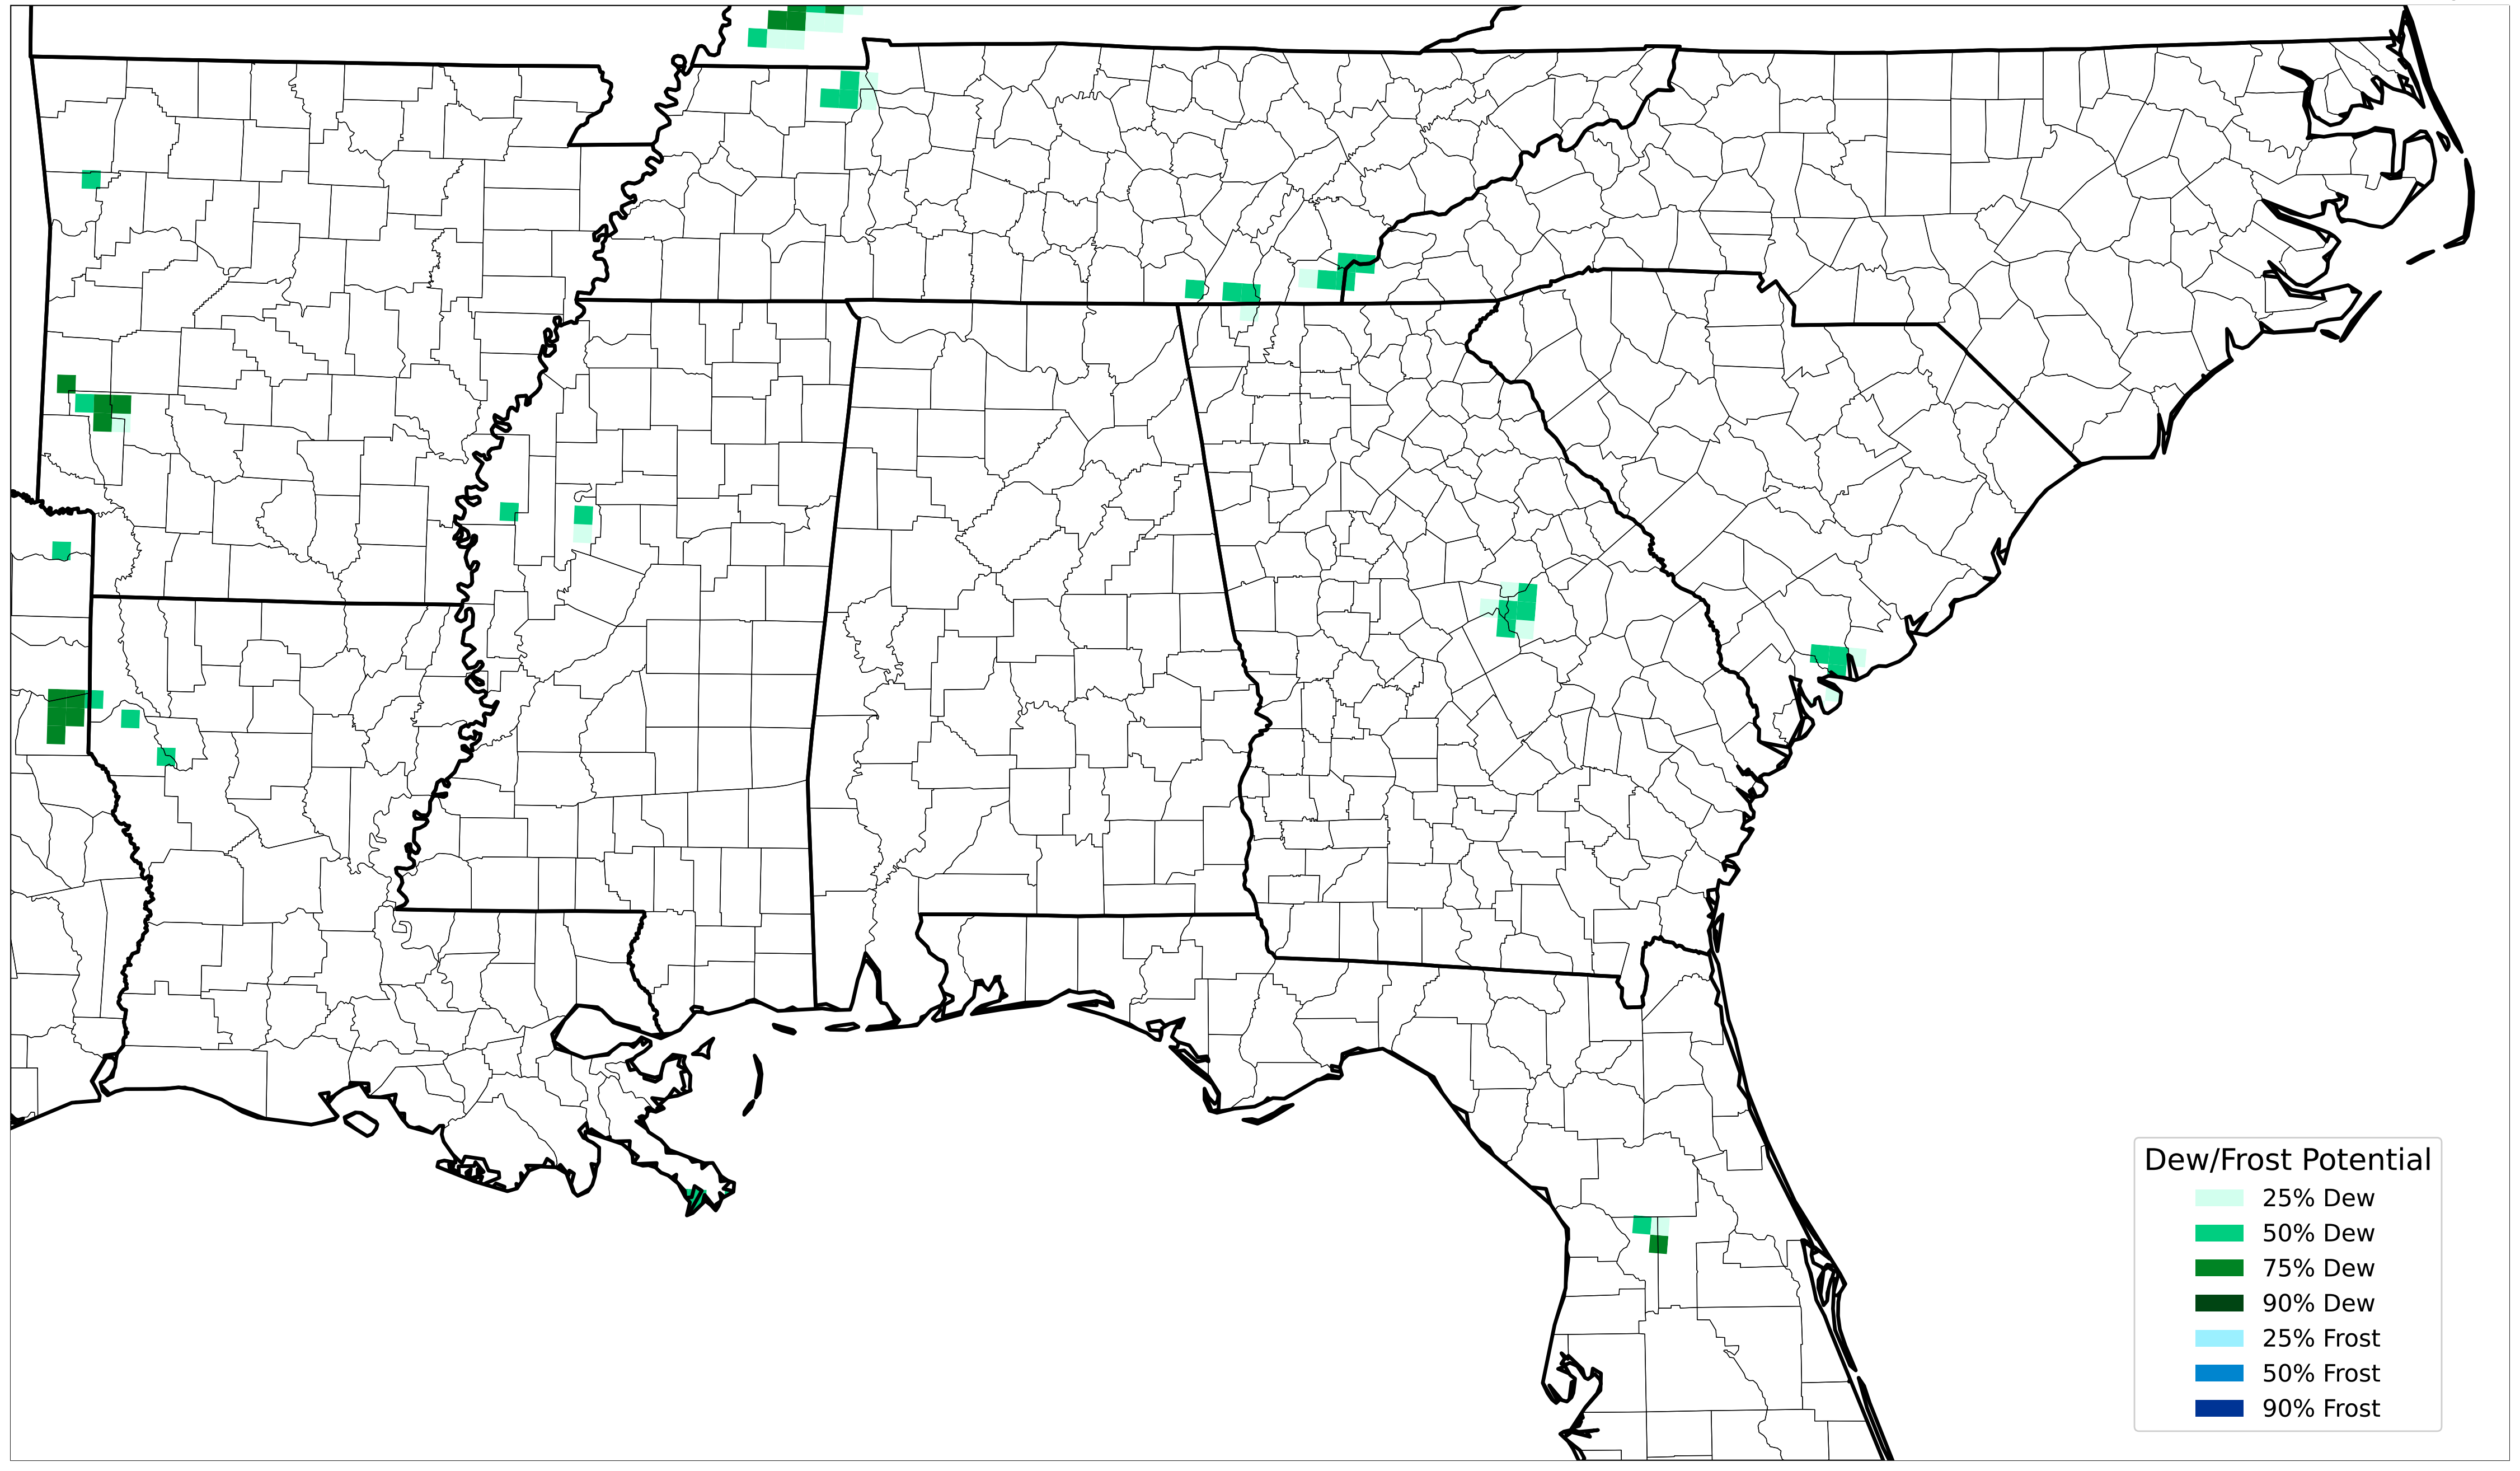 Dew/Frost Potential
25% Dew
50% Dew
75% Dew
90% Dew
25% Frost
50% Frost
90% Frost